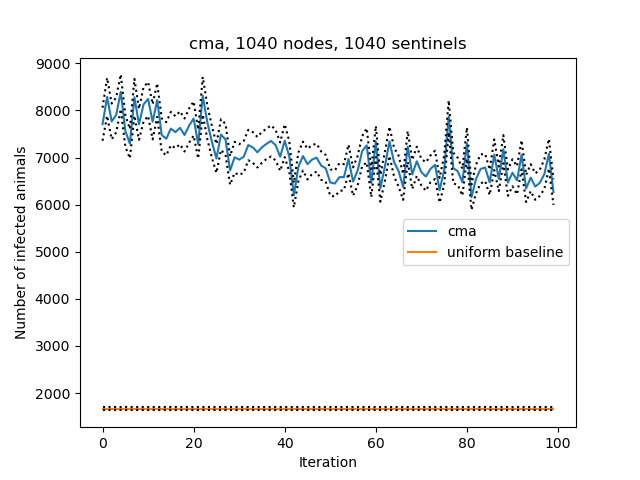 cma, 1040 nodes, 1040 sentinels
9000
8000
7000
6000
5000
4000
3000
2000
Number of infected animals
cma
uniform baseline
0 20 40 60 80 100
Iteration